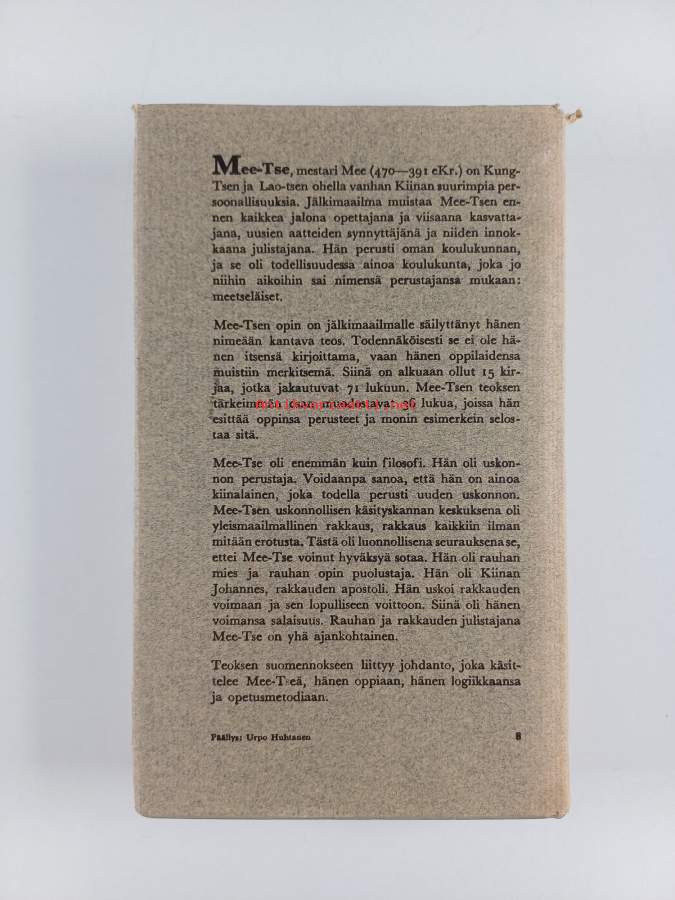 Mee-Tse, mestari Mee (470—391 eKr.) on Kung-
Tsen ja Lao-tsen ohella vanhan Kiinan suurimpia per-
soonallisuuksia. Jälkimaailma muistaa Mee-Tsen en-
nen kaikkea jalona opettajana ja viisaana kasvatta-
jana, uusien aatteiden synnyttäjänä ja niiden innok-
kaana julistajana. Hän perusti oman koulukunnan,
ja se oli todellisuudessa ainoa koulukunta, joka jo
niihin aikoihin sai nimensä perustajansa mukaan:
meetseläiset.
Mee-Tsen opin on jälkimaailmalle säilyttänyt hänen
nimeään kantava teos. Todennäköisesti se ei ole hä-
nen itsensä kirjoittama, vaan hänen oppilaidensa
muistiin merkitsemä. Siinä on alkuaan ollut 15 kir-
jaa, jotka jakautuvat 71 lukuun. Mee-Tsen teoksen
tärkeimmän osan muodostavat 36 lukua, joissa hän
esittää oppinsa perusteet ja monin esimerkein selos-
taa sitä.
Mee-Tse oli enemmän kuin filosofi. Hän oli uskon-
non perustaja. Voidaanpa sanoa, että hän on ainoa
kiinalainen, joka todella perusti uuden uskonnon.
Mee-Tsen uskonnollisen käsityskannan keskuksena oli
yleismaailmallinen rakkaus, rakkaus kaikkiin ilman
mitään erotusta. Tästä oli luonnollisena seurauksena se,
ettei Mee-Tse voinut hyväksyä sotaa. Hän oli rauhan
mies ja rauhan opin puolustaja. Hän oli Kiinan
Johannes, rakkauden apostoli. Hän uskoi rakkauden
voimaan ja sen lopulliseen voittoon. Siinä oli hänen
voimansa salaisuus. Rauhan ja rakkauden julistajana
Mee-Tse on yhä ajankohtainen.
Teoksen suomennokseen liittyy johdanto, joka käsit-
telee Mee-Tseä, hänen oppiaan, hänen logiikkaansa
ja opetusmetodiaan.
Päällys: Urpo Huhtanen 8